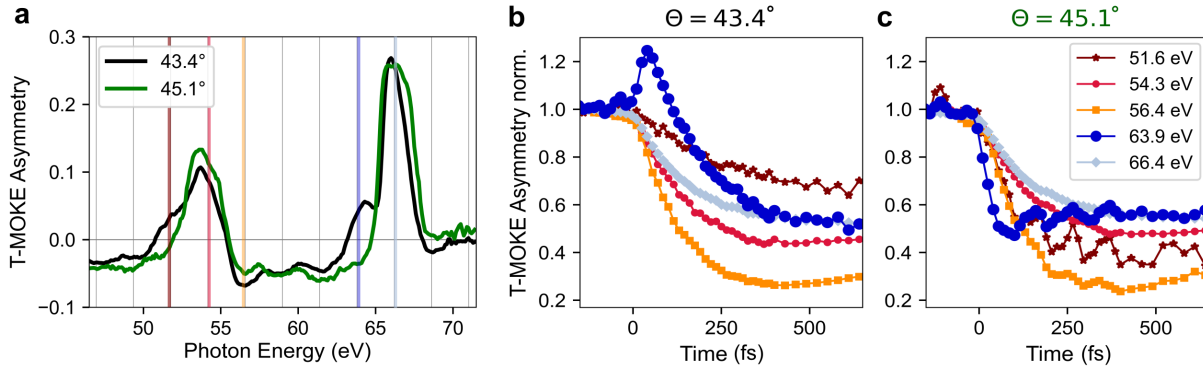 a
0.3
0.2
0.1
0.0
−0.1
T-MOKE Asymmetry
43.4°
45.1°
50
55
60
65
70
Photon Energy (eV)
b
Θ = 43.4°
1.2
1.0
0.8
0.6
0.4
0.2
T-MOKE Asymmetry norm.
0
250
500
Time (fs)
c
Θ = 45.1°
1.2
1.0
0.8
0.6
0.4
0.2
51.6 eV
54.3 eV
56.4 eV
63.9 eV
66.4 eV
0
250
500
Time (fs)